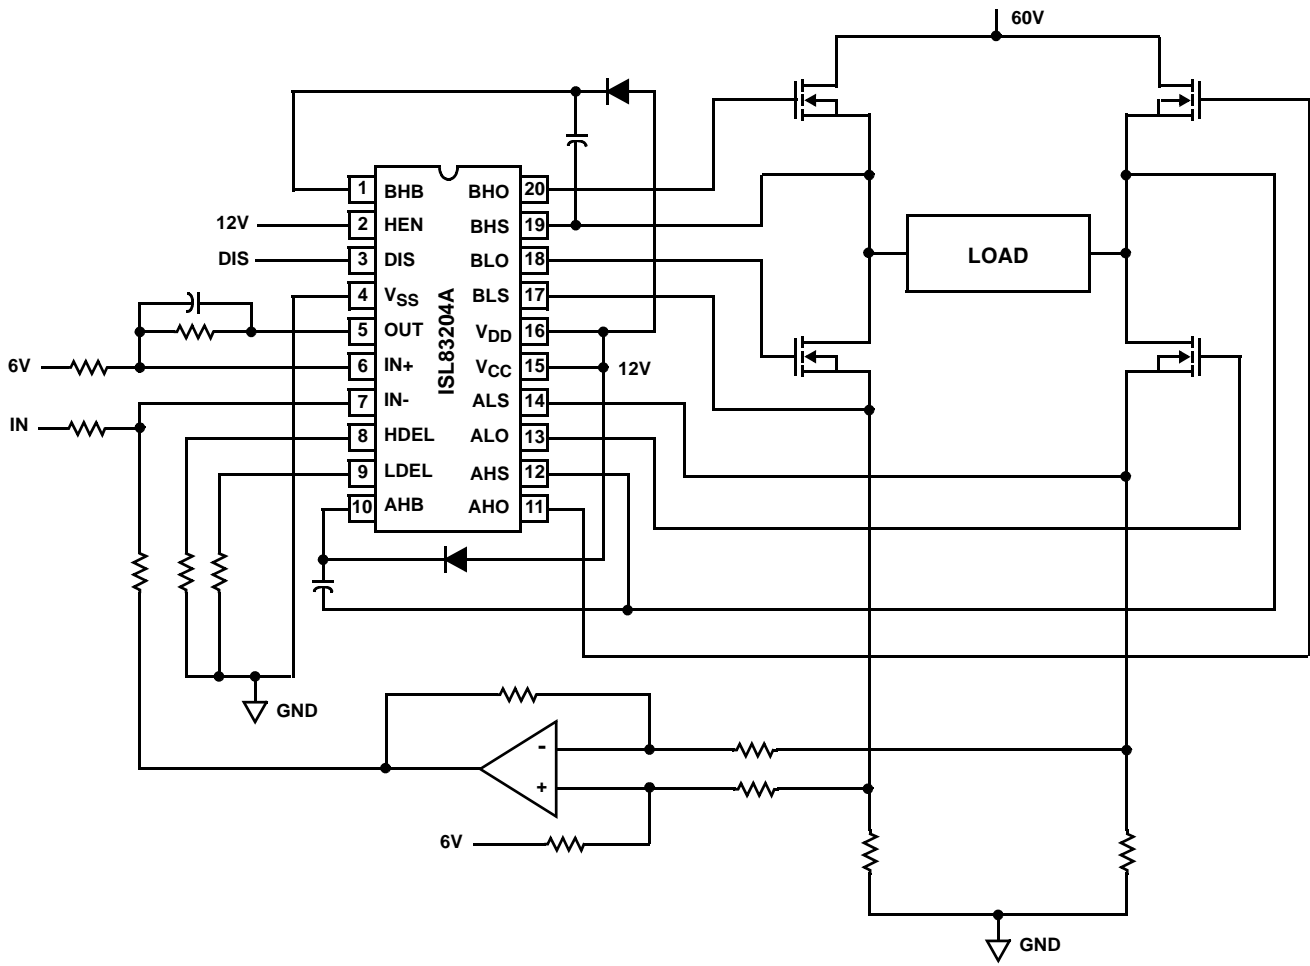 60V
1 BHB BHO 20
12V 2 HEN BHS 19
DIS 3 DIS BLO 18
4 VSS BLS 17
5 OUT VDD 16
6V 6 IN+ VCC 15 12V
IN 7 IN- ALS 14
8 HDEL ALO 13
9 LDEL AHS 12
10 AHB AHO 11
ISL83204A
LOAD
GND
-
+
6V
GND